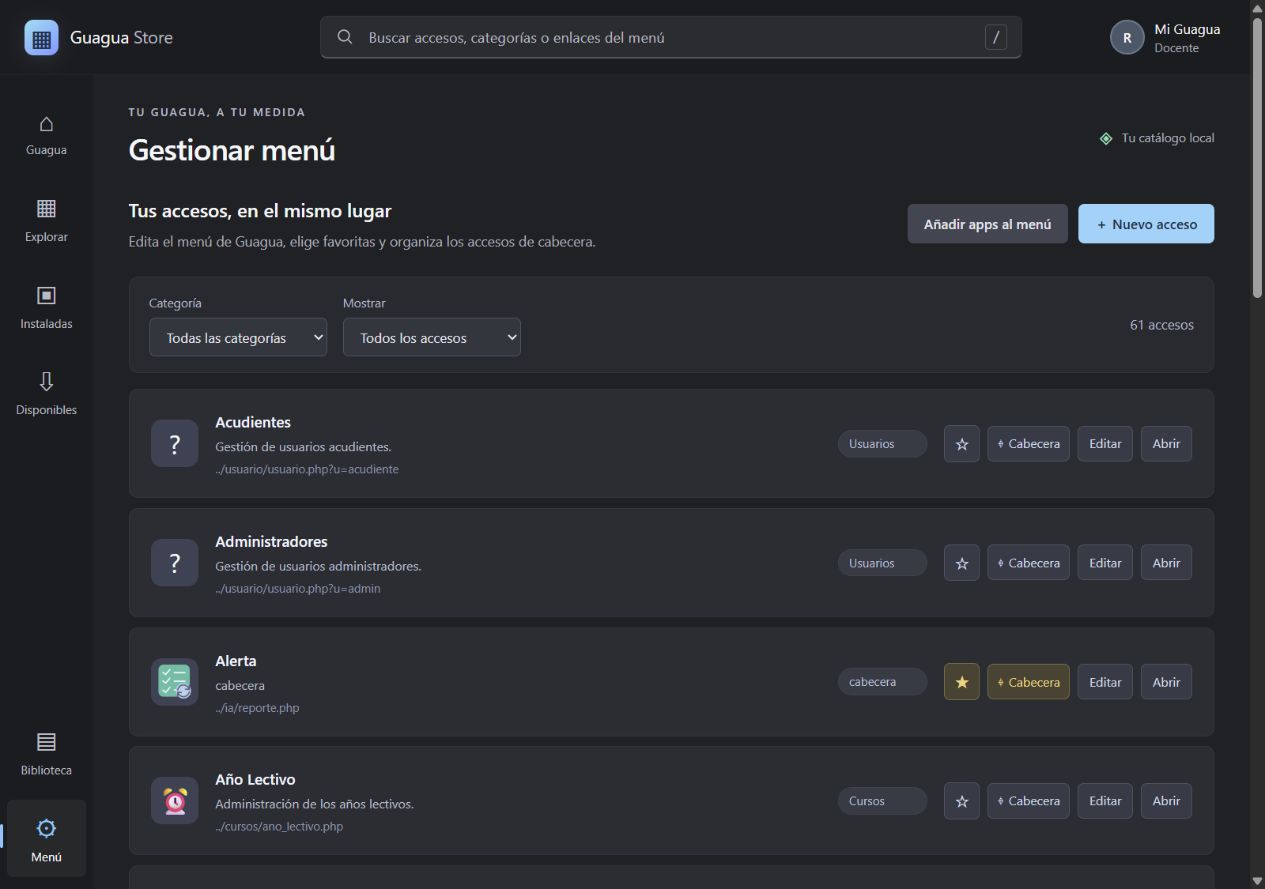 Guagua Store
Buscar accesos, categorías o enlaces del menú
/
R
Mi Guagua
Docente
Guagua
Explorar
Instaladas
Disponibles
Biblioteca
Menú
TU GUAGUA, A TU MEDIDA
Gestionar menú
Tu catálogo local
Tus accesos, en el mismo lugar
Edita el menú de Guagua, elige favoritas y organiza los accesos de cabecera.
Añadir apps al menú
+ Nuevo acceso
Categoría
Mostrar
Todas las categorías
Todos los accesos
61 accesos
?
Acudientes
Gestión de usuarios acudientes.
../usuario/usuario.php?u=acudiente
Usuarios
Cabecera
Editar
Abrir
?
Administradores
Gestión de usuarios administradores.
../usuario/usuario.php?u=admin
Usuarios
Cabecera
Editar
Abrir
Alerta
cabecera
../ia/reporte.php
cabecera
Cabecera
Editar
Abrir
Año Lectivo
Administración de los años lectivos.
../cursos/ano_lectivo.php
Cursos
Cabecera
Editar
Abrir